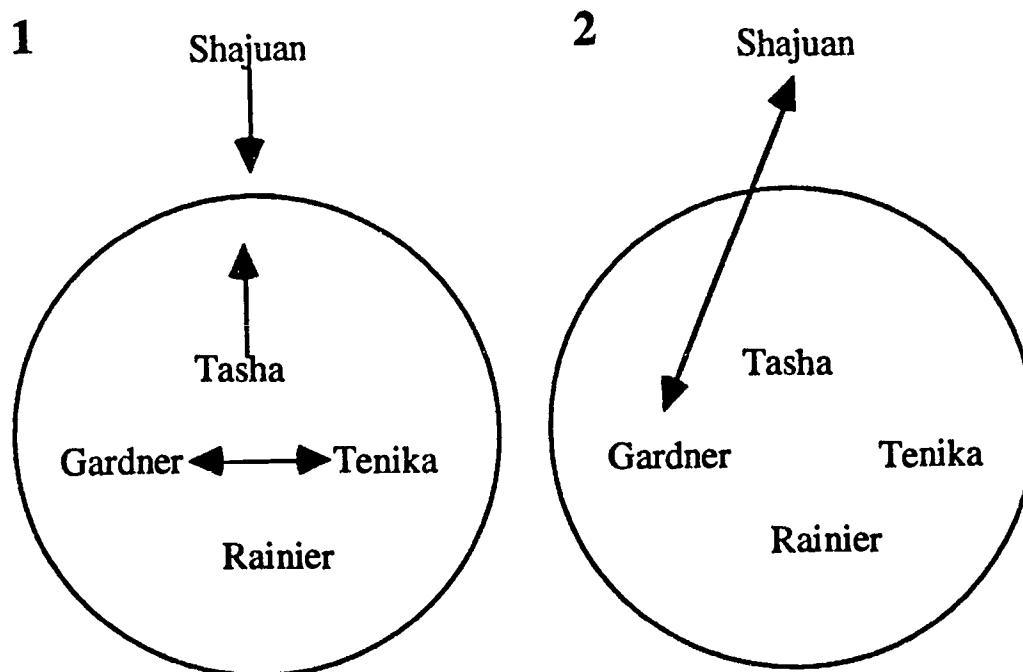 1
Shajuan
Tasha
Gardner
Tenika
Rainier
2
Shajuan
Tasha
Gardner
Tenika
Rainier